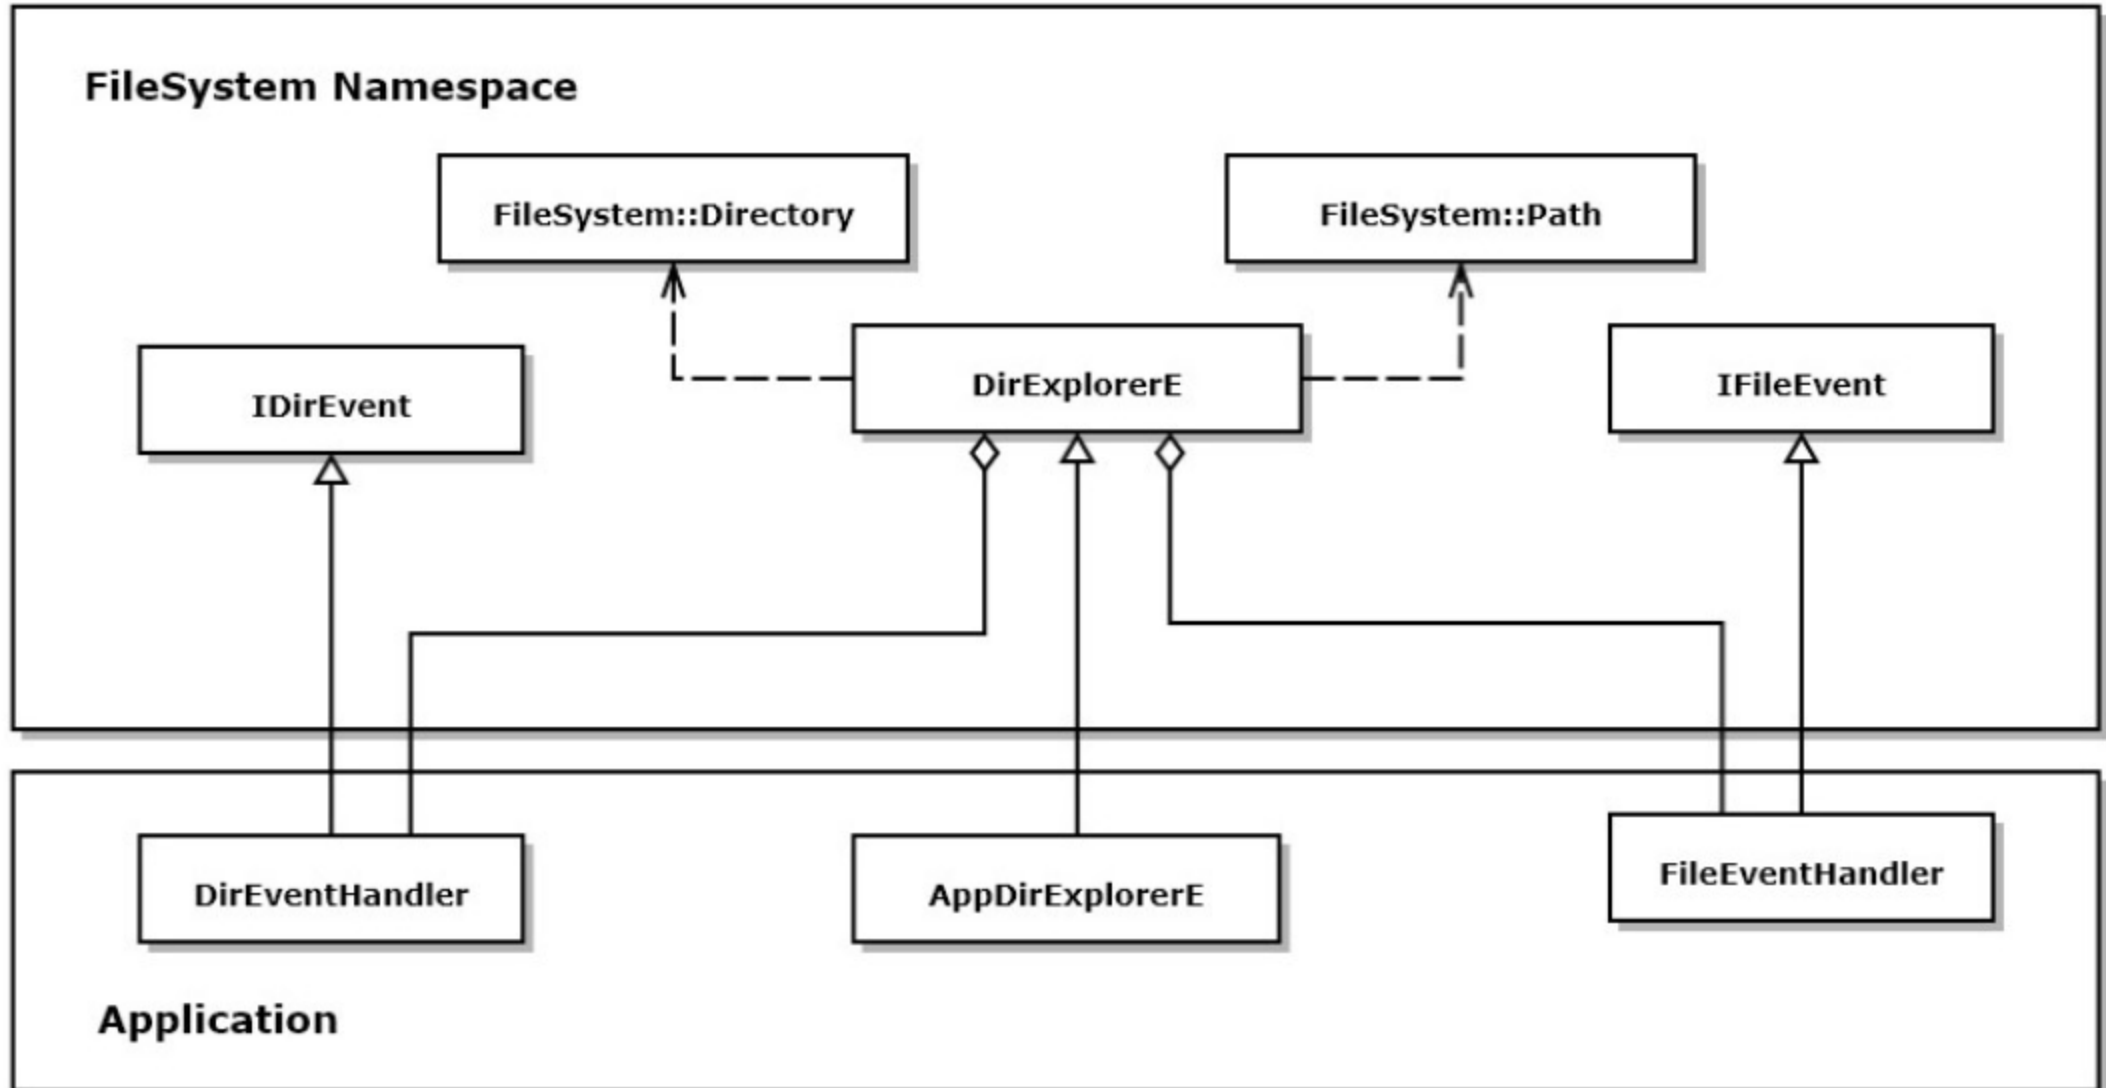 FileSystem Namespace
FileSystem::Directory
FileSystem::Path
IDirEvent
DirExplorerE
IFileEvent
DirEventHandler
AppDirExplorerE
FileEventHandler
Application